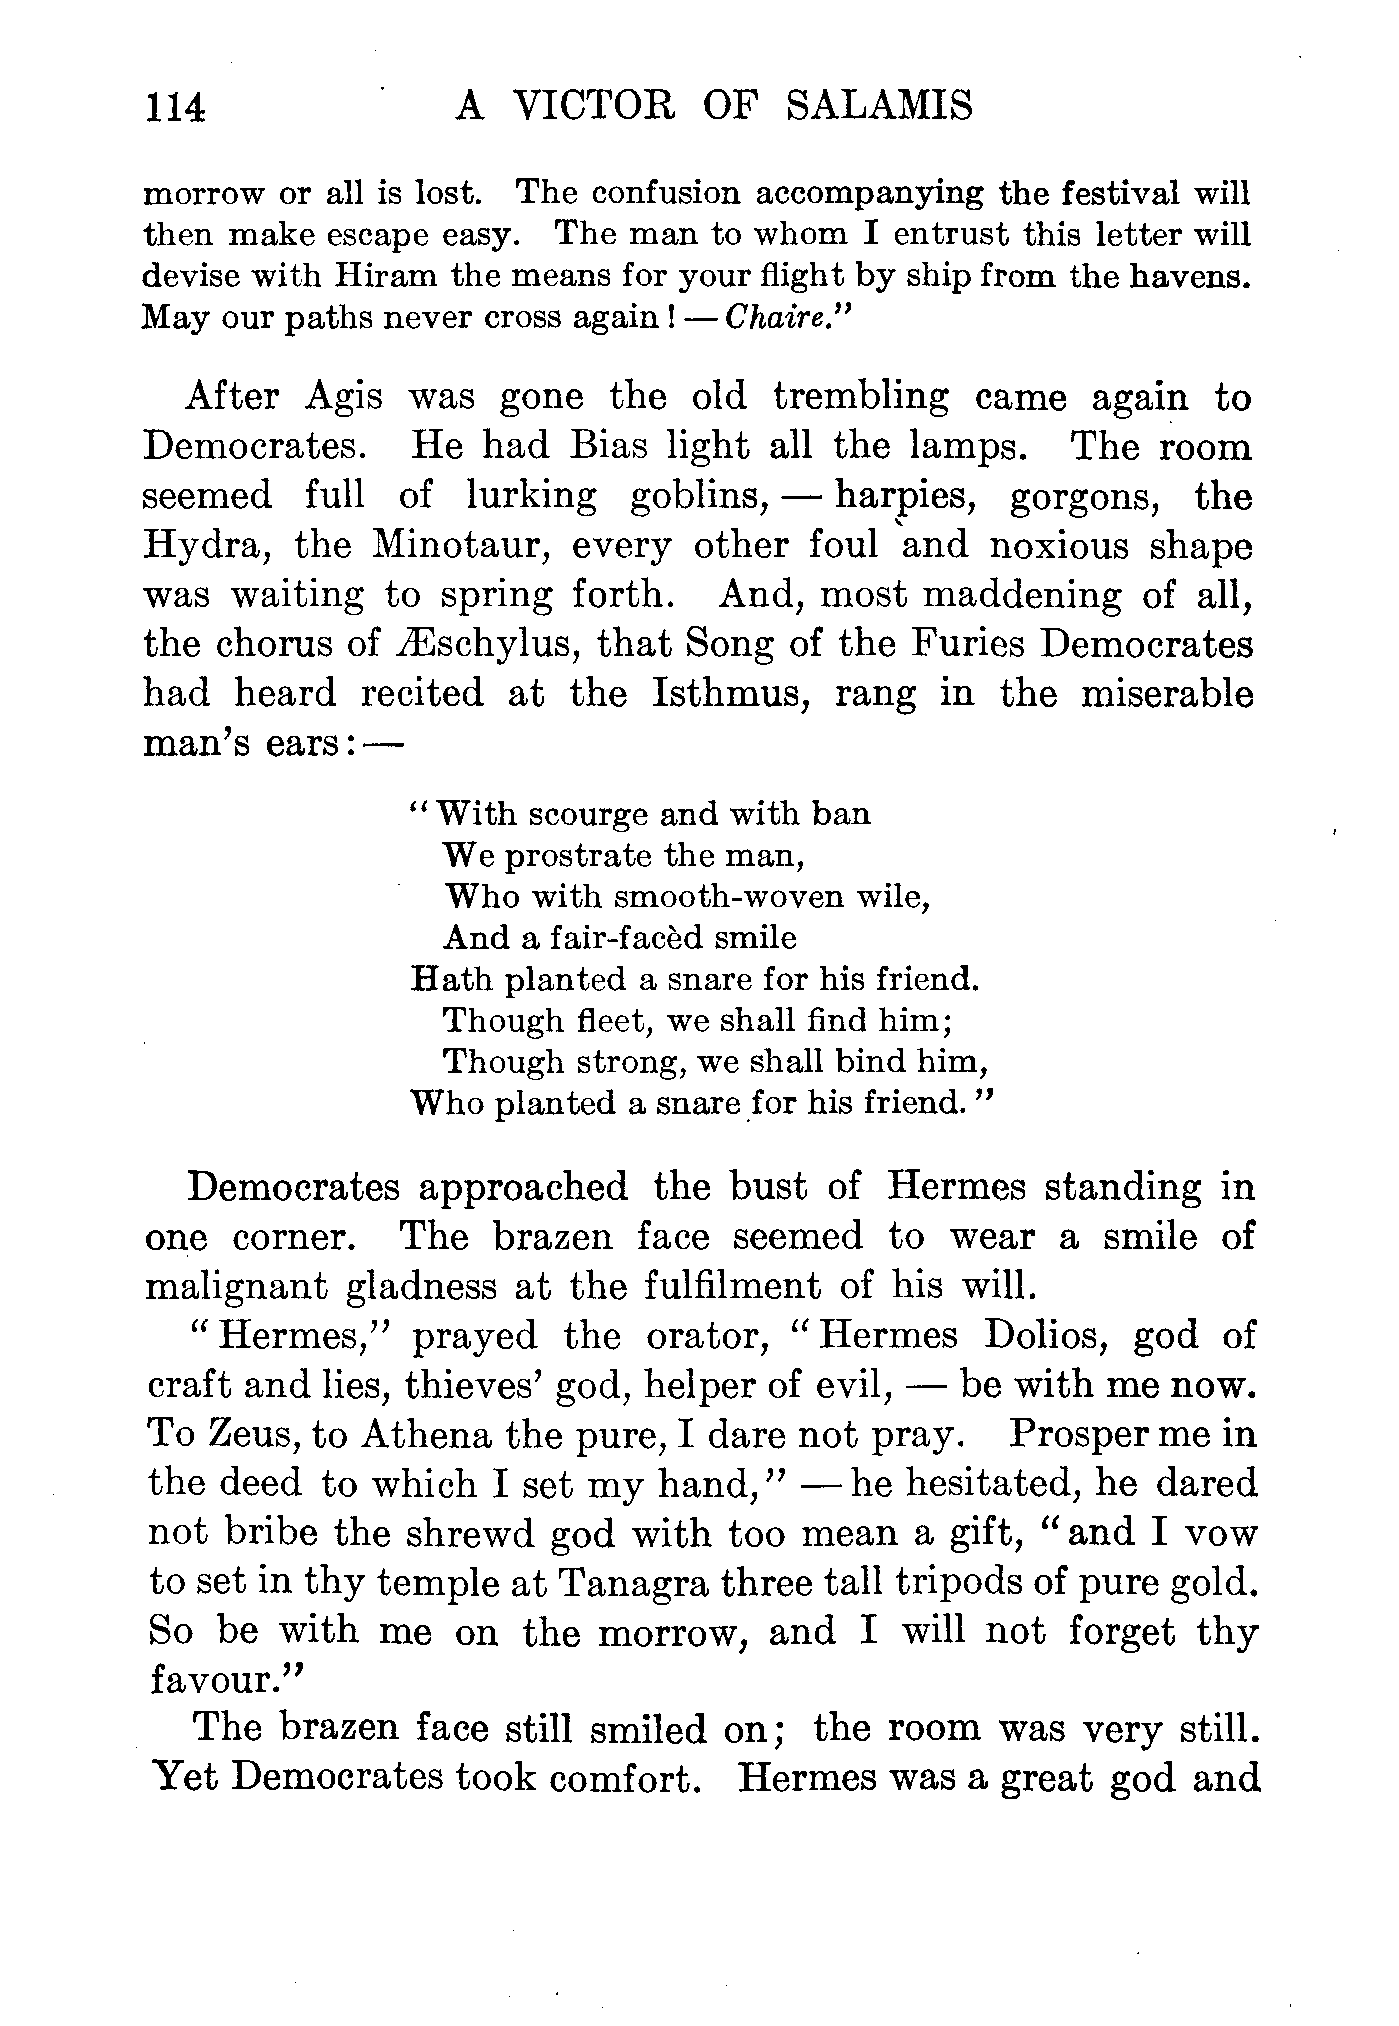 114 A VICTOR OF SALAMIS
morrow or all is lost. The confusion accompanying the festival will
then make escape easy. The man to whom I entrust this letter will
devise with Hiram the means for your flight by ship from the havens.
May our paths never cross again! — Chaire."
After Agis was gone the old trembling came again to
Democrates. He had Bias light all the lamps. The room
seemed full of lurking goblins, — harpies, gorgons, the
Hydra, the Minotaur, every other foul and noxious shape
was waiting to spring forth. And, most maddening of all,
the chorus of Æschylus, that Song of the Furies Democrates
had heard recited at the Isthmus, rang in the miserable
man's ears: —
"With scourge and with ban
We prostrate the man,
Who with smooth-woven wile,
And a fair-facèd smile
Hath planted a snare for his friend.
Though fleet, we shall find him;
Though strong, we shall bind him,
Who planted a snare for his friend."
Democrates approached the bust of Hermes standing in
one corner. The brazen face seemed to wear a smile of
malignant gladness at the fulfilment of his will.
"Hermes," prayed the orator, "Hermes Dolios, god of
craft and lies, thieves' god, helper of evil, — be with me now.
To Zeus, to Athena the pure, I dare not pray. Prosper me in
the deed to which I set my hand," — he hesitated, he dared
not bribe the shrewd god with too mean a gift, "and I vow
to set in thy temple at Tanagra three tall tripods of pure gold.
So be with me on the morrow, and I will not forget thy
favour."
The brazen face still smiled on; the room was very still.
Yet Democrates took comfort. Hermes was a great god and